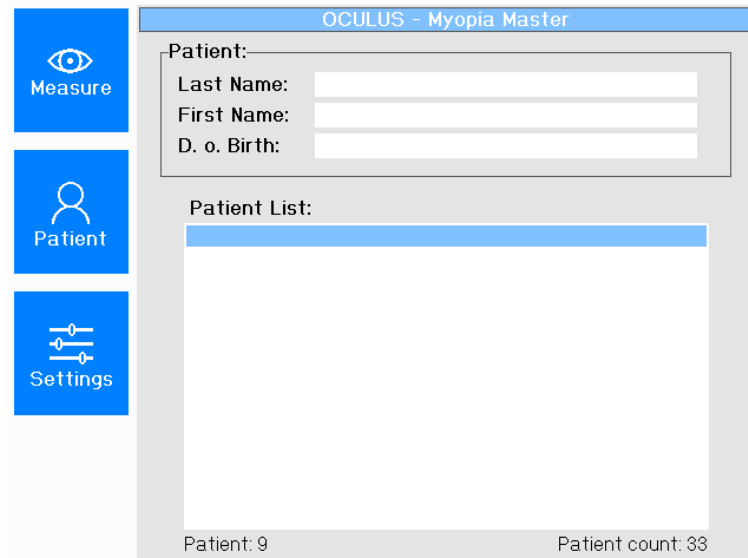 OCULUS - Myopia Master
Measure
Patient
Settings
Patient:
Last Name:
First Name:
D. o. Birth:
Patient List:
Patient: 9
Patient count: 33